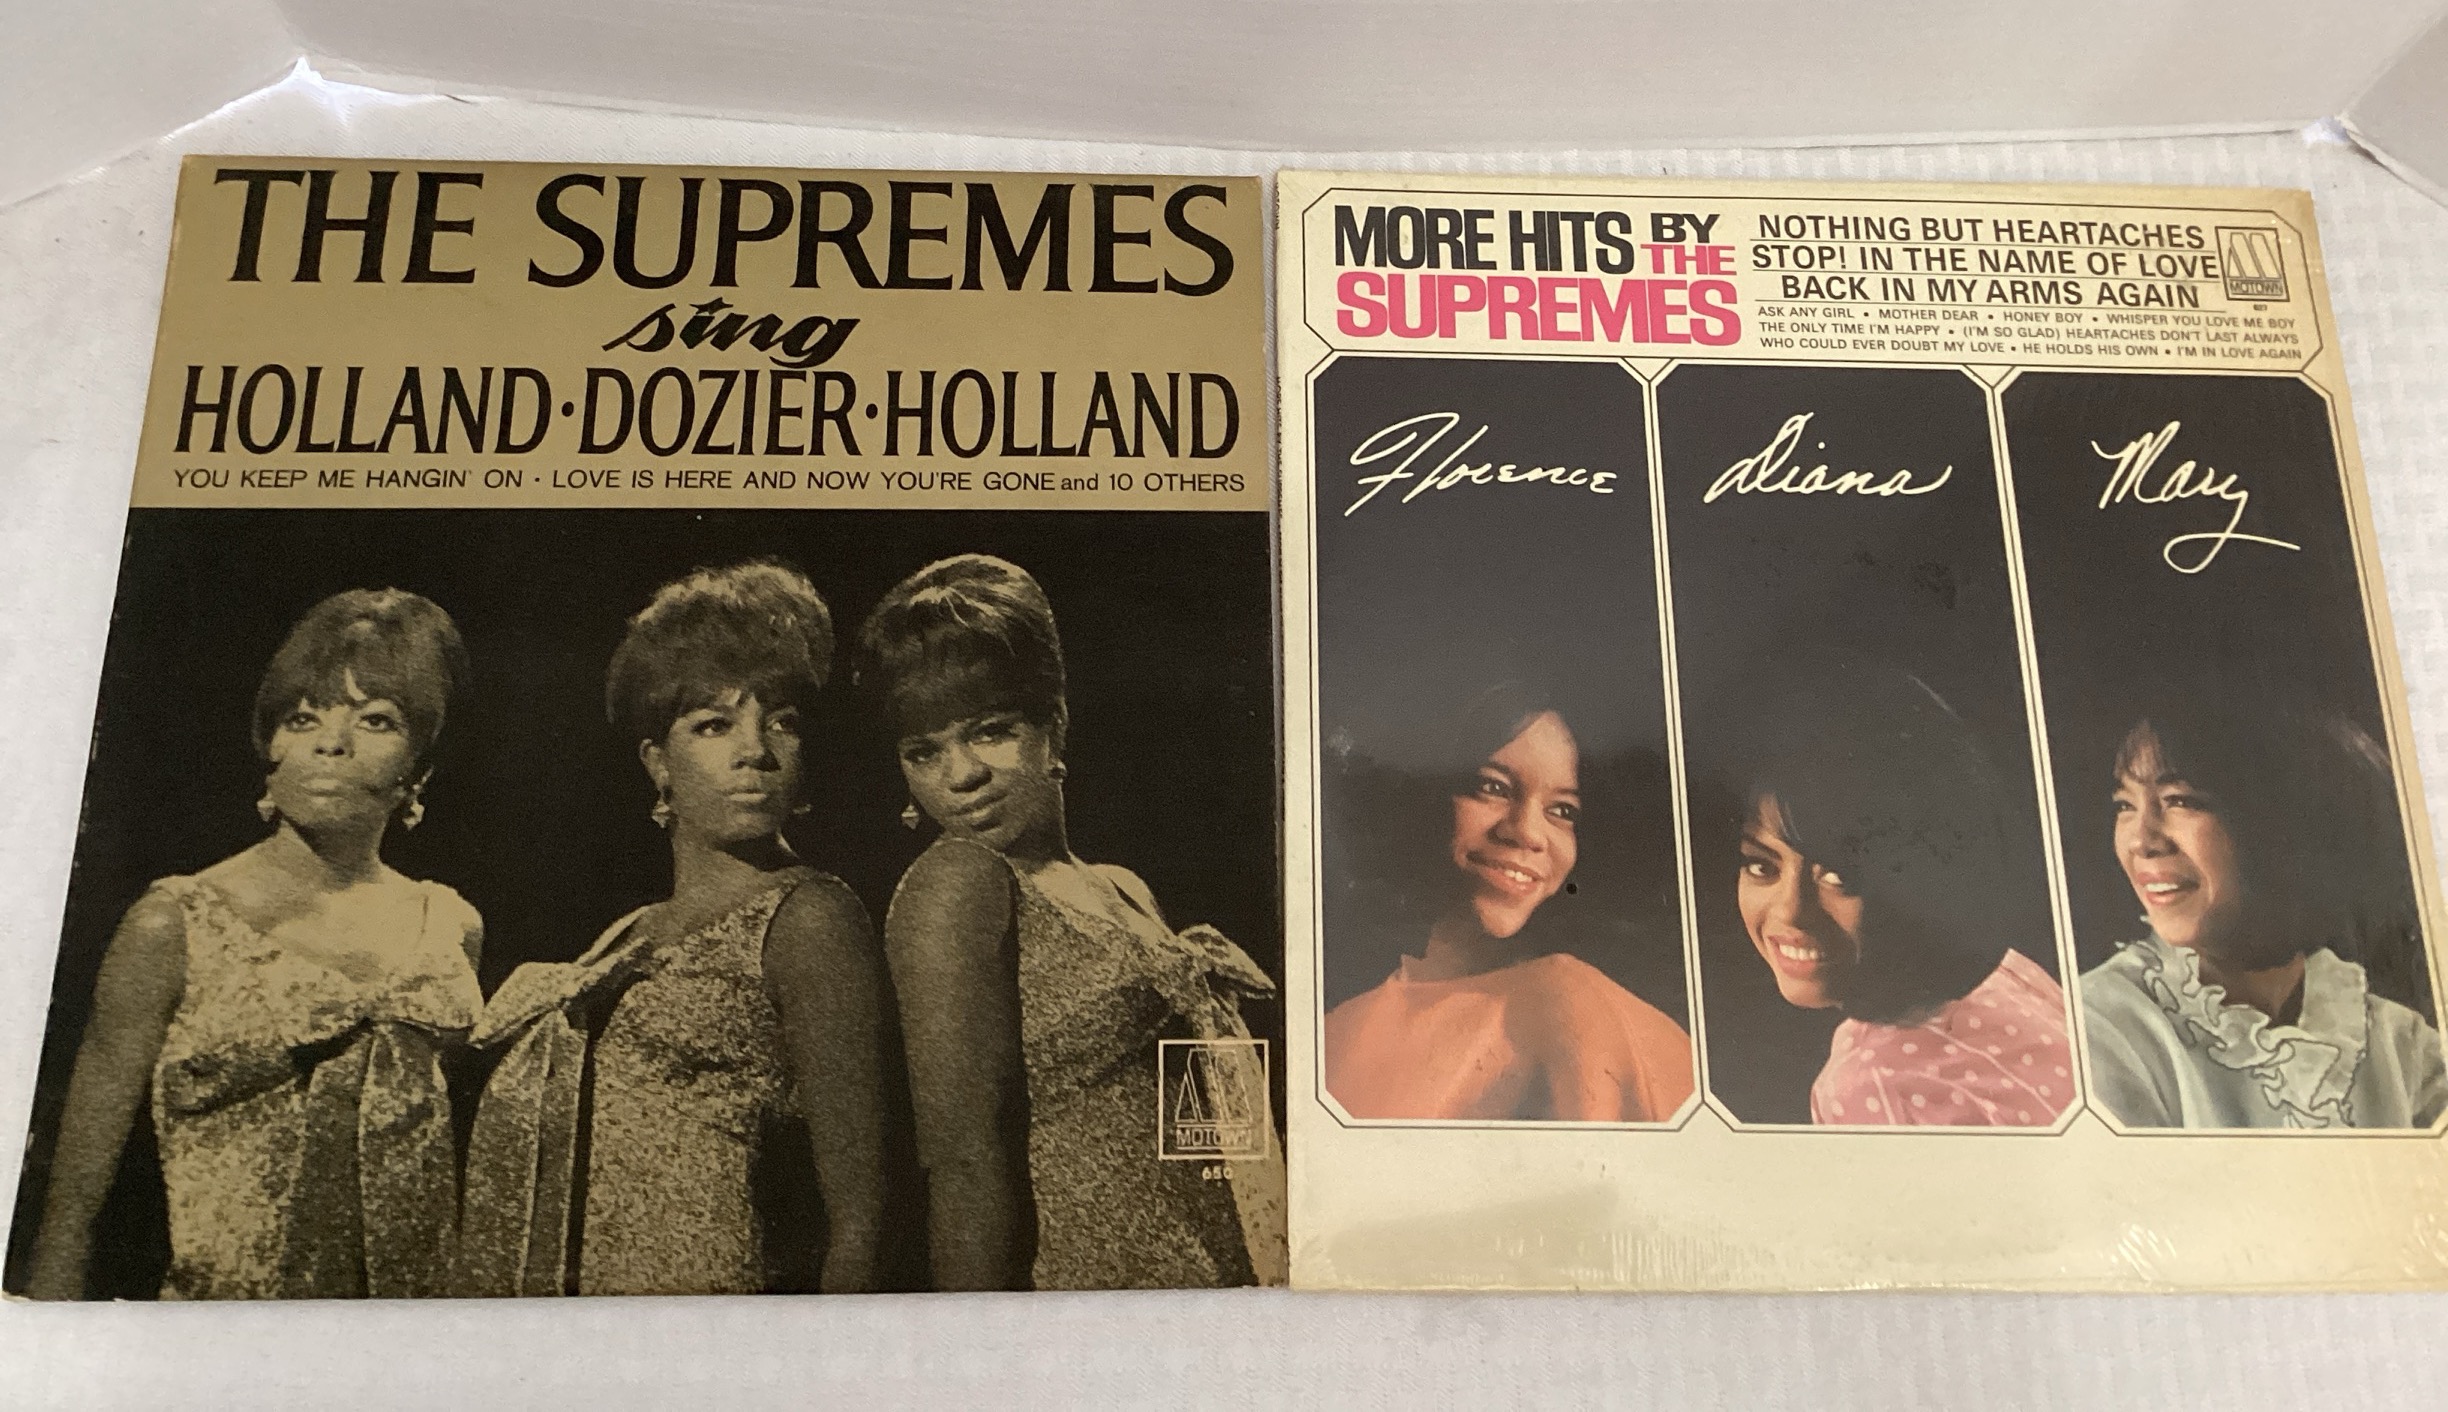 THE SUPREMES
sing
HOLLAND·DOZIER·HOLLAND
YOU KEEP ME HANGIN' ON · LOVE IS HERE AND NOW YOU'RE GONE and 10 OTHERS
MOTOWN
650
MORE HITS BY
THE
SUPREMES
NOTHING BUT HEARTACHES
STOP! IN THE NAME OF LOVE
BACK IN MY ARMS AGAIN
ASK ANY GIRL • MOTHER DEAR • HONEY BOY • WHISPER YOU LOVE ME BOY
THE ONLY TIME I'M HAPPY • (I'M SO GLAD) HEARTACHES DON'T LAST ALWAYS
WHO COULD EVER DOUBT MY LOVE • HE HOLDS HIS OWN • I'M IN LOVE AGAIN
MOTOWN
Florence
Diana
Mary